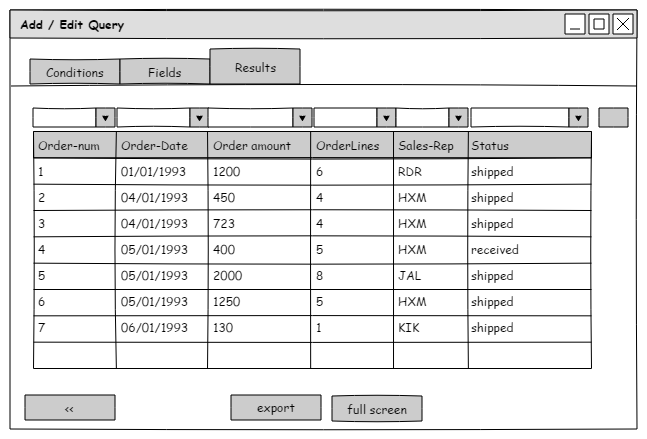 Add / Edit Query
Conditions Fields Results
Order-num Order-Date Order amount OrderLines Sales-Rep Status
1 01/01/1993 1200 6 RDR shipped
2 04/01/1993 450 4 HXM shipped
3 04/01/1993 723 4 HXM shipped
4 05/01/1993 400 5 HXM received
5 05/01/1993 2000 8 JAL shipped
6 05/01/1993 1250 5 HXM shipped
7 06/01/1993 130 1 KIK shipped
<< export full screen